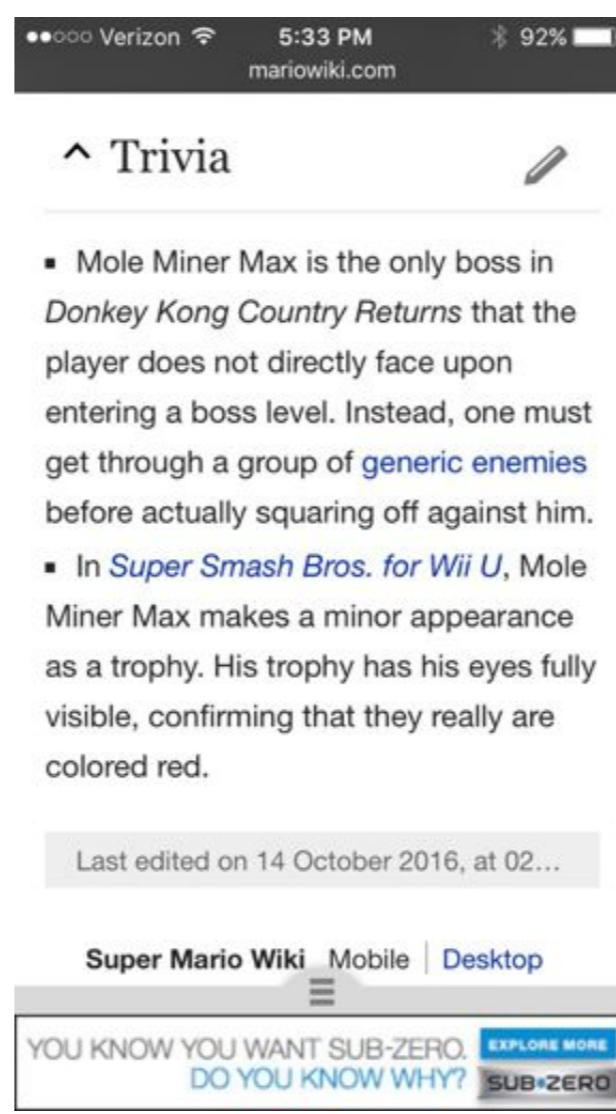 Verizon 5:33 PM 92%
mariowiki.com
Trivia
▪ Mole Miner Max is the only boss in
Donkey Kong Country Returns that the
player does not directly face upon
entering a boss level. Instead, one must
get through a group of generic enemies
before actually squaring off against him.
▪ In Super Smash Bros. for Wii U, Mole
Miner Max makes a minor appearance
as a trophy. His trophy has his eyes fully
visible, confirming that they really are
colored red.
Last edited on 14 October 2016, at 02...
Super Mario Wiki Mobile | Desktop
YOU KNOW YOU WANT SUB-ZERO. EXPLORE MORE
DO YOU KNOW WHY? SUB•ZERO